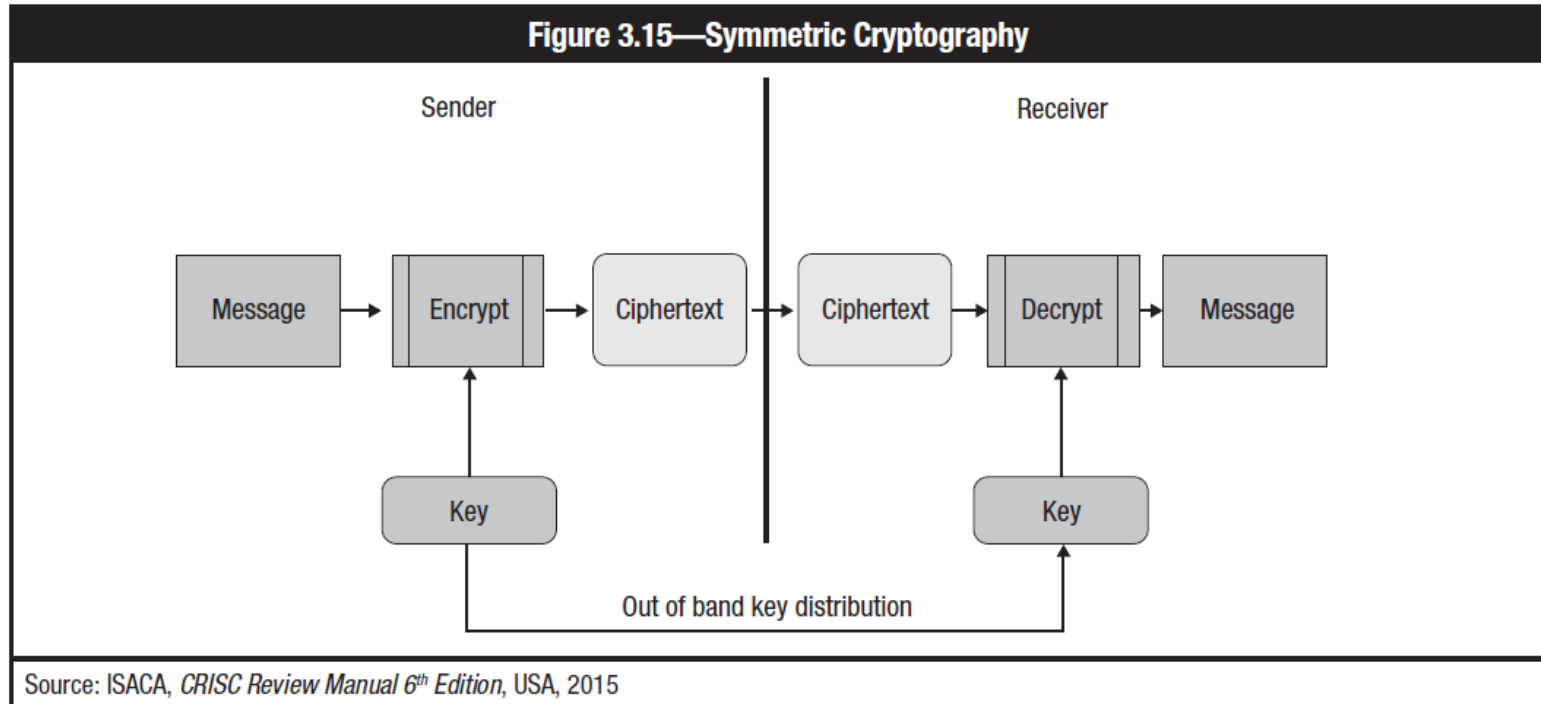 Figure 3.15—Symmetric Cryptography
Sender
Receiver
Message
Encrypt
Ciphertext
Ciphertext
Decrypt
Message
Key
Key
Out of band key distribution
Source: ISACA, CRISC Review Manual 6th Edition, USA, 2015